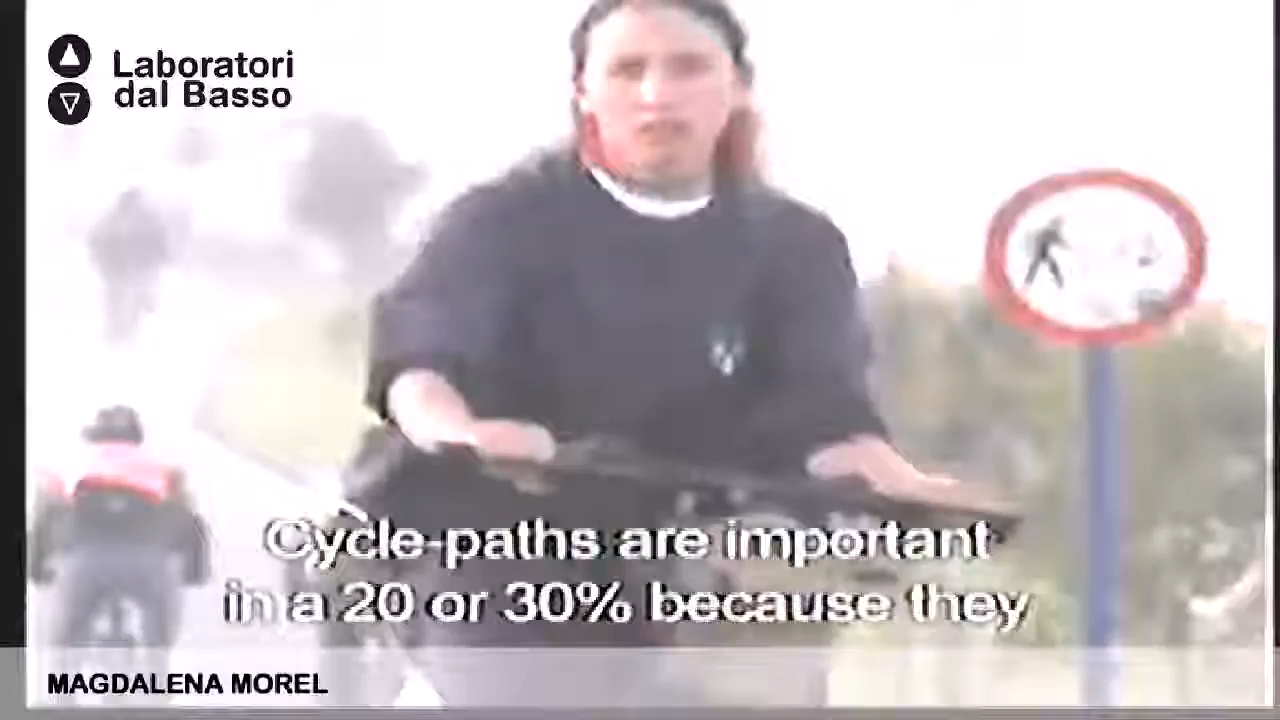 Laboratori
dal Basso
Cycle-paths are important
in a 20 or 30% because they
MAGDALENA MOREL